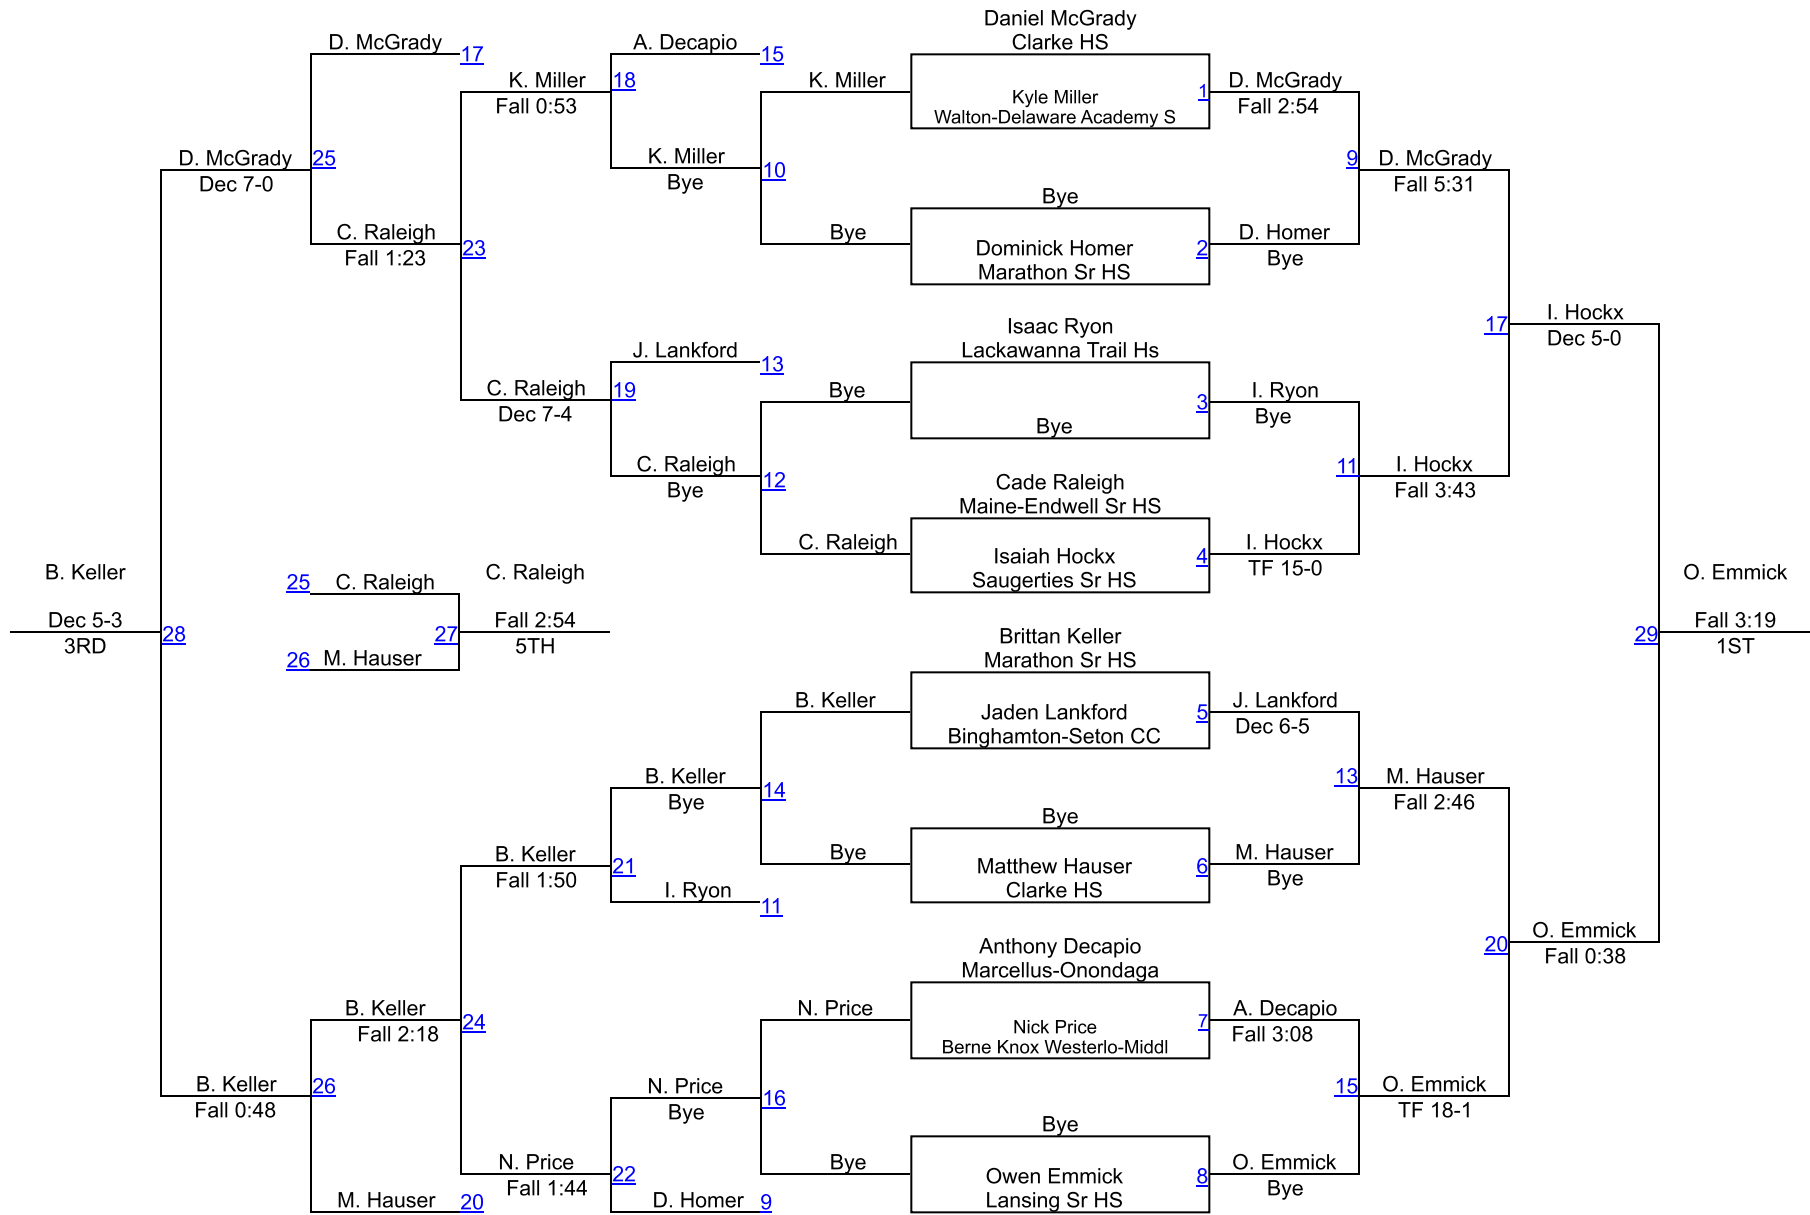 Daniel McGrady
Clarke HS
D. McGrady
17
A. Decapio
15
K. Miller
Fall 0:53
18
K. Miller
Kyle Miller
Walton-Delaware Academy S
1
D. McGrady
Fall 2:54
D. McGrady
Dec 7-0
25
K. Miller
Bye
10
9
D. McGrady
Fall 5:31
Bye
C. Raleigh
Fall 1:23
23
Bye
Dominick Homer
Marathon Sr HS
2
D. Homer
Bye
Isaac Ryon
Lackawanna Trail Hs
17
I. Hockx
Dec 5-0
J. Lankford
13
C. Raleigh
Dec 7-4
19
Bye
Bye
3
I. Ryon
Bye
C. Raleigh
Bye
12
11
I. Hockx
Fall 3:43
Cade Raleigh
Maine-Endwell Sr HS
C. Raleigh
Isaiah Hockx
Saugerties Sr HS
4
I. Hockx
TF 15-0
B. Keller
Dec 5-3
3RD
28
25
C. Raleigh
26
M. Hauser
27
C. Raleigh
Fall 2:54
5TH
29
O. Emmick
Fall 3:19
1ST
Brittan Keller
Marathon Sr HS
B. Keller
Jaden Lankford
Binghamton-Seton CC
5
J. Lankford
Dec 6-5
B. Keller
Bye
14
13
M. Hauser
Fall 2:46
Bye
B. Keller
Fall 1:50
21
Bye
Matthew Hauser
Clarke HS
6
M. Hauser
Bye
I. Ryon
11
Anthony Decapio
Marcellus-Onondaga
20
O. Emmick
Fall 0:38
B. Keller
Fall 2:18
24
N. Price
Nick Price
Berne Knox Westerlo-Middl
7
A. Decapio
Fall 3:08
B. Keller
Fall 0:48
26
N. Price
Bye
16
15
O. Emmick
TF 18-1
Bye
N. Price
Fall 1:44
22
Bye
Owen Emmick
Lansing Sr HS
8
O. Emmick
Bye
M. Hauser
20
D. Homer
9